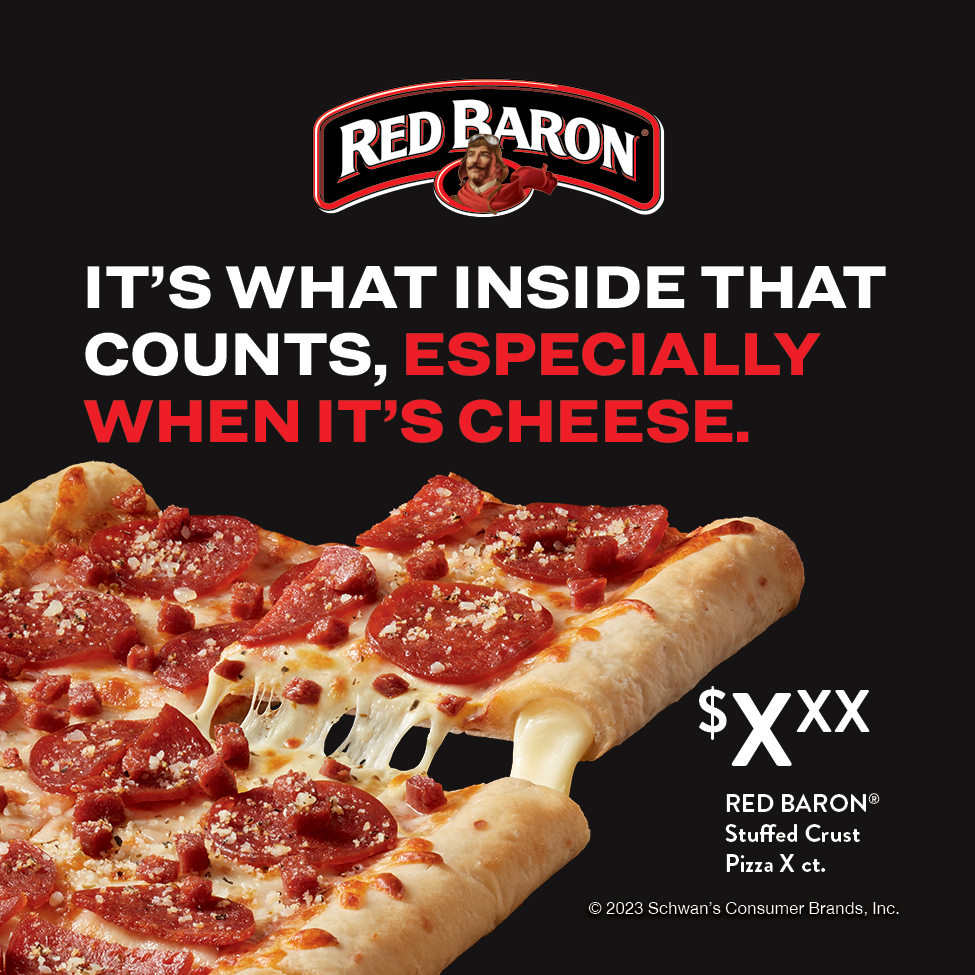 RED BARON®
IT'S WHAT INSIDE THAT
COUNTS, ESPECIALLY
WHEN IT'S CHEESE.
$XXX
RED BARON®
Stuffed Crust
Pizza X ct.
© 2023 Schwan's Consumer Brands, Inc.